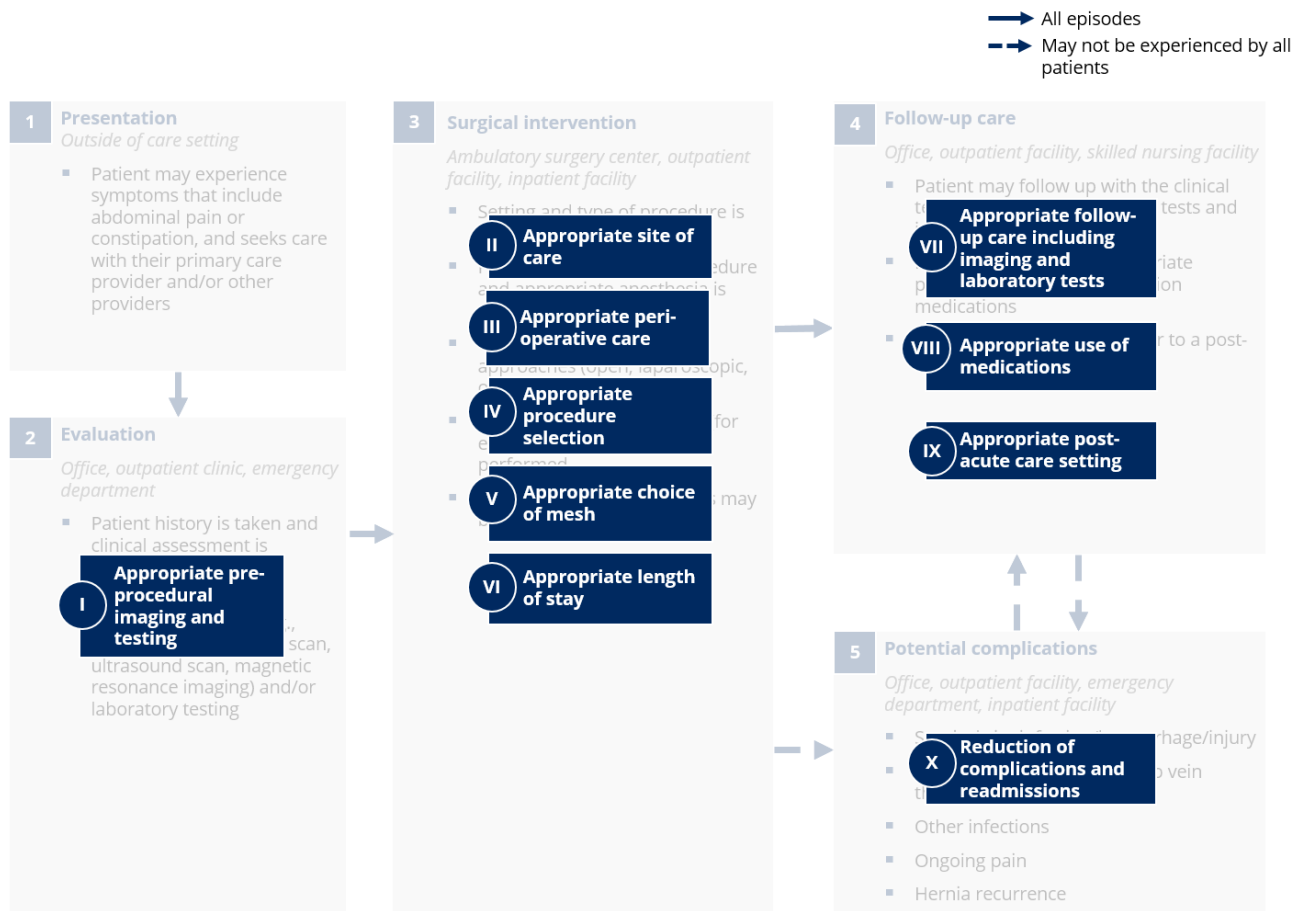 All episodes
May not be experienced by all
patients
1
Presentation
Outside of care setting
Patient may experience
symptoms that include
abdominal pain or
constipation, and seeks care
with their primary care
provider and/or other
providers
2
Evaluation
Office, outpatient clinic, emergency
department
Patient history is taken and
clinical assessment is
I
Appropriate pre-
procedural
imaging and
testing
scan,
ultrasound scan, magnetic
resonance imaging) and/or
laboratory testing
3
Surgical intervention
Ambulatory surgery center, outpatient
facility, inpatient facility
Setting and type of procedure is
II
Appropriate site of
care
and appropriate anesthesia is
III
Appropriate peri-
operative care
approaches (open, laparoscopic,
IV
Appropriate
procedure
selection
for
performed
V
Appropriate choice
of mesh
may
VI
Appropriate length
of stay
4
Follow-up care
Office, outpatient facility, skilled nursing facility
Patient may follow up with the clinical
tests and
VII
Appropriate follow-
up care including
imaging and
laboratory tests
medications
VIII
Appropriate use of
medications
to a post-
IX
Appropriate post-
acute care setting
5
Potential complications
Office, outpatient facility, emergency
department, inpatient facility
X
Reduction of
complications and
readmissions
vein
Other infections
Ongoing pain
Hernia recurrence